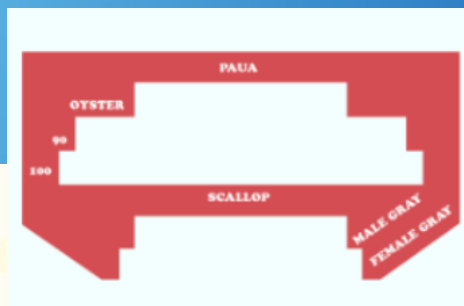 PAUA
OYSTER
90
100
SCALLOP
MALE GRAY
FEMALE GRAY